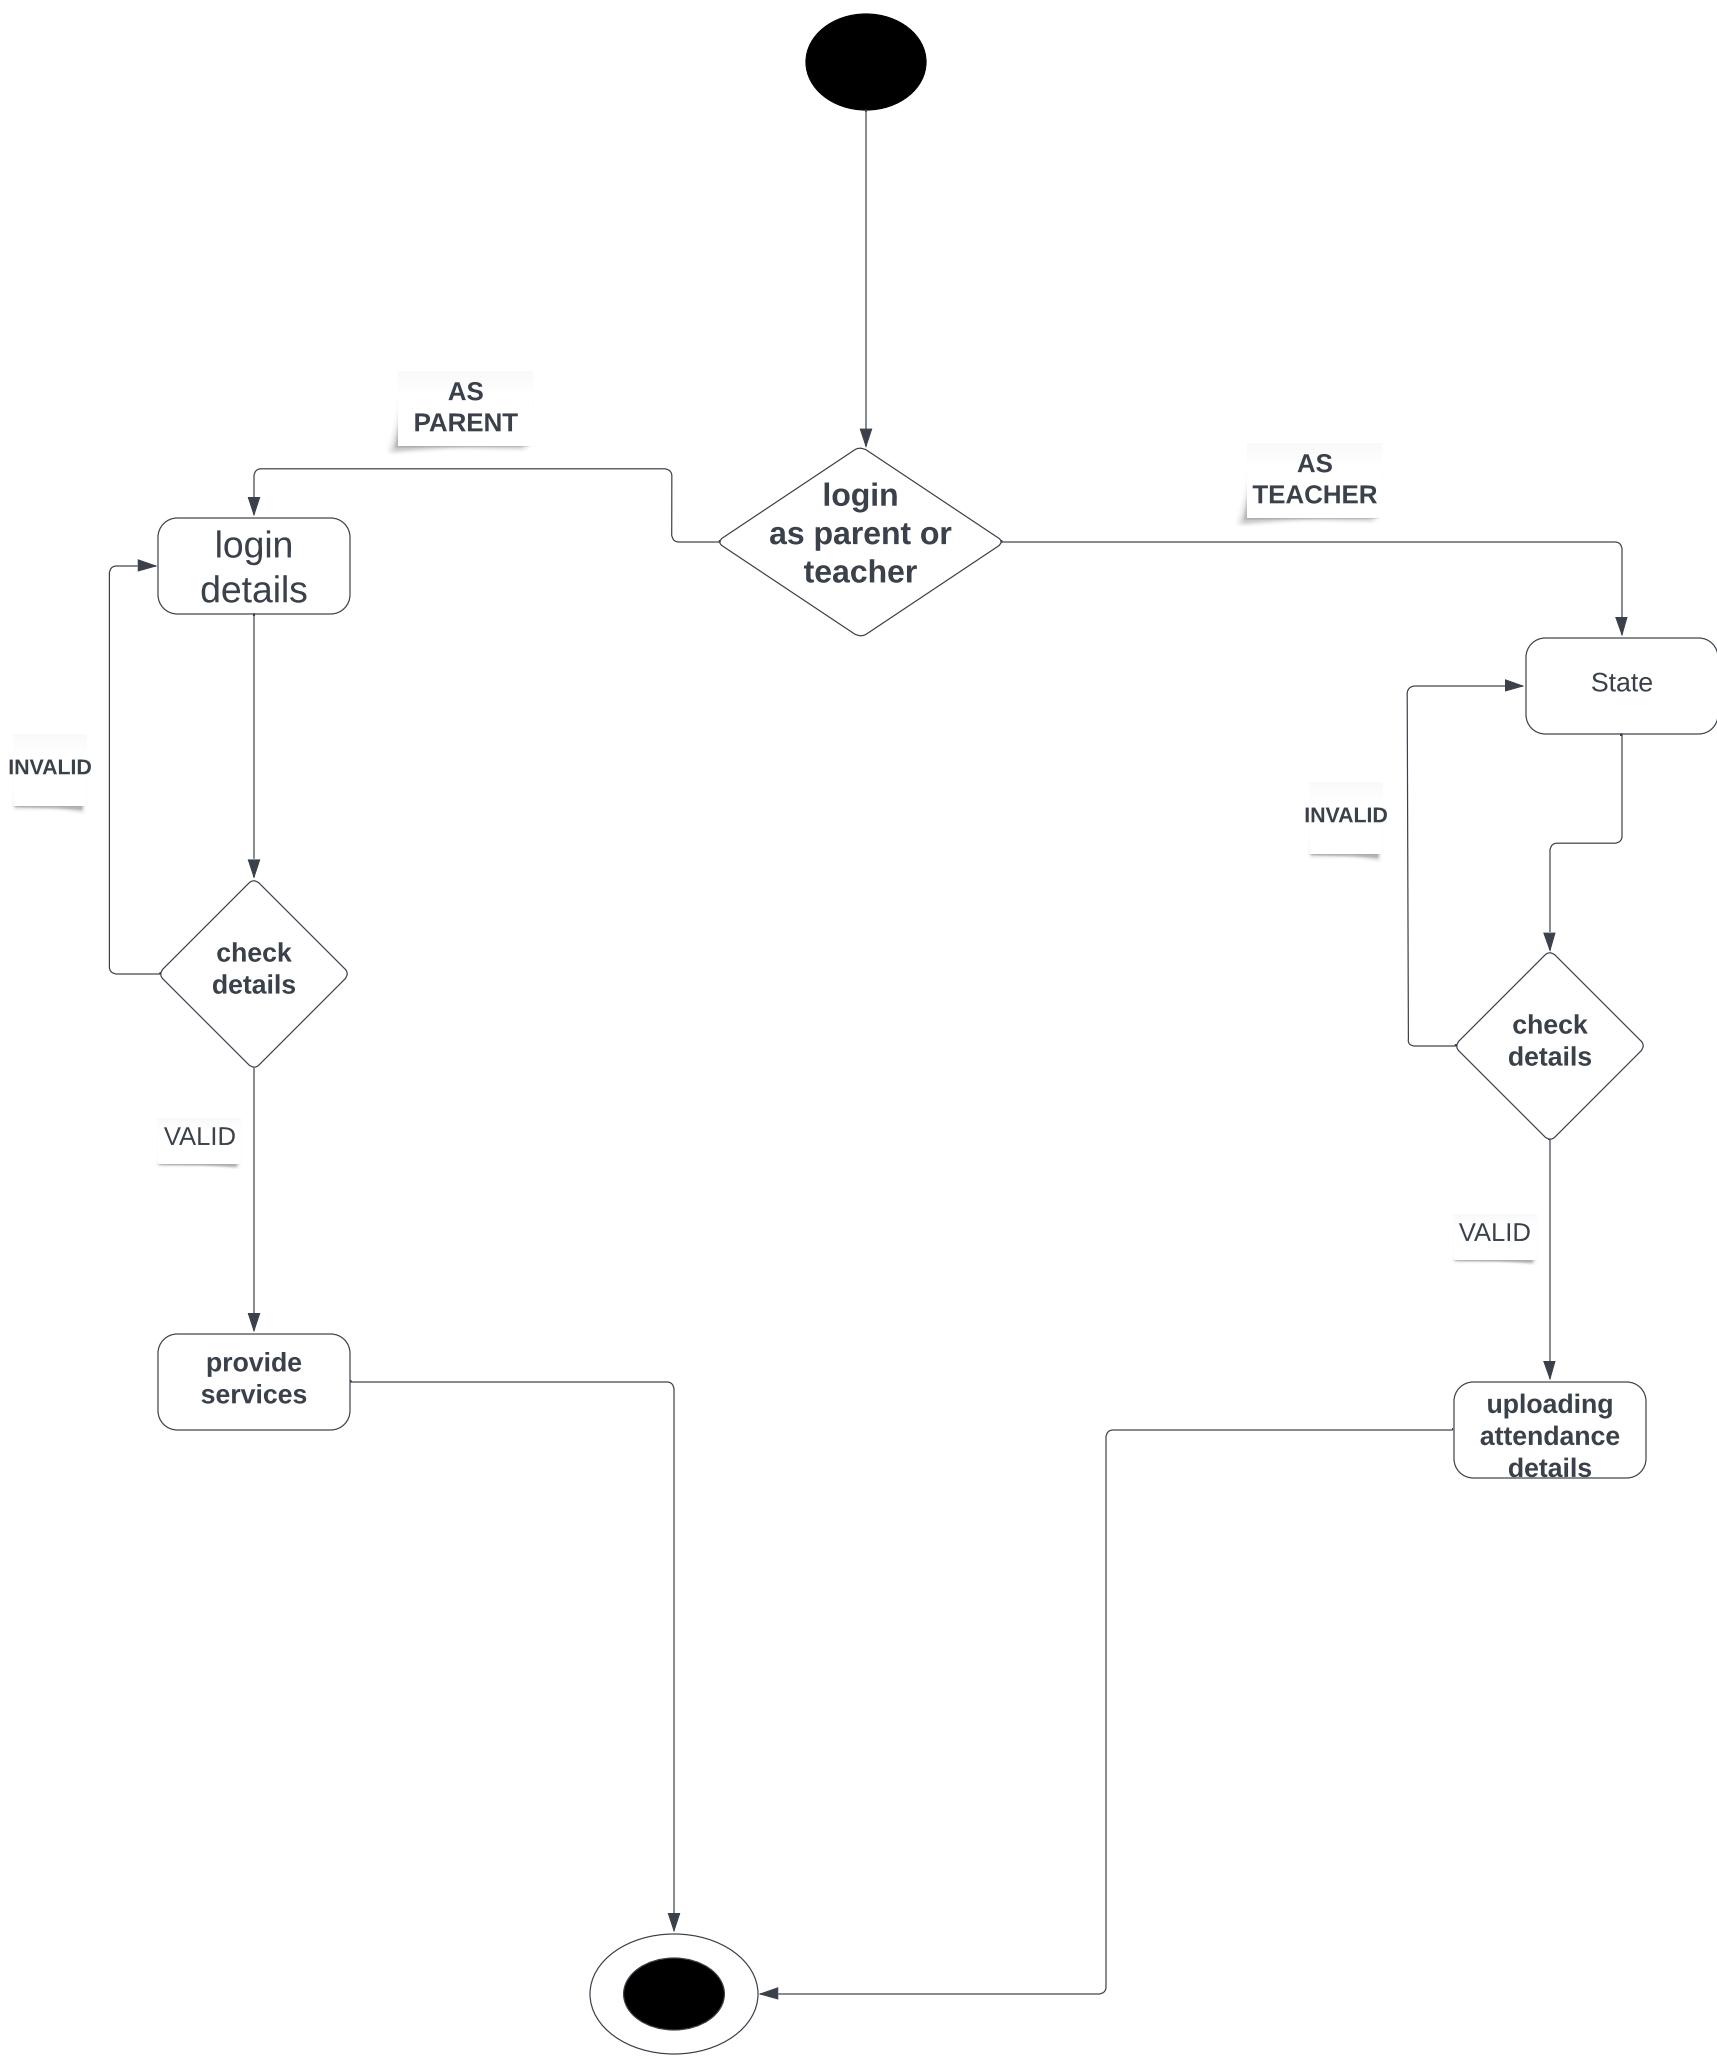 AS
PARENT
login
as parent or
teacher
AS
TEACHER
login
details
State
INVALID
INVALID
check
details
check
details
VALID
VALID
provide
services
uploading
attendance
details